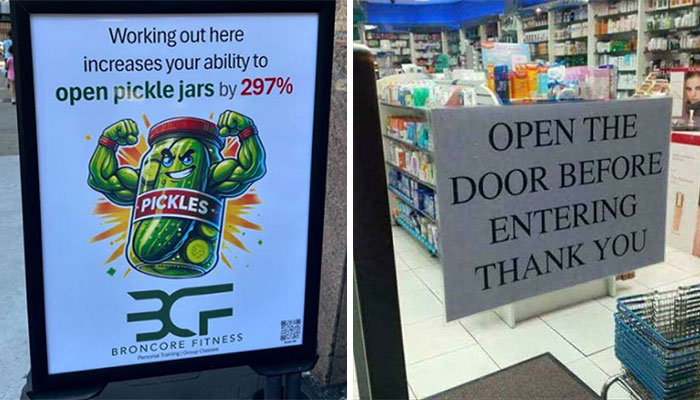 Working out here
increases your ability to
open pickle jars by 297%
PICKLES
BCF
BRONCORE FITNESS
Personal Training | Group Classes
OPEN THE
DOOR BEFORE
ENTERING
THANK YOU